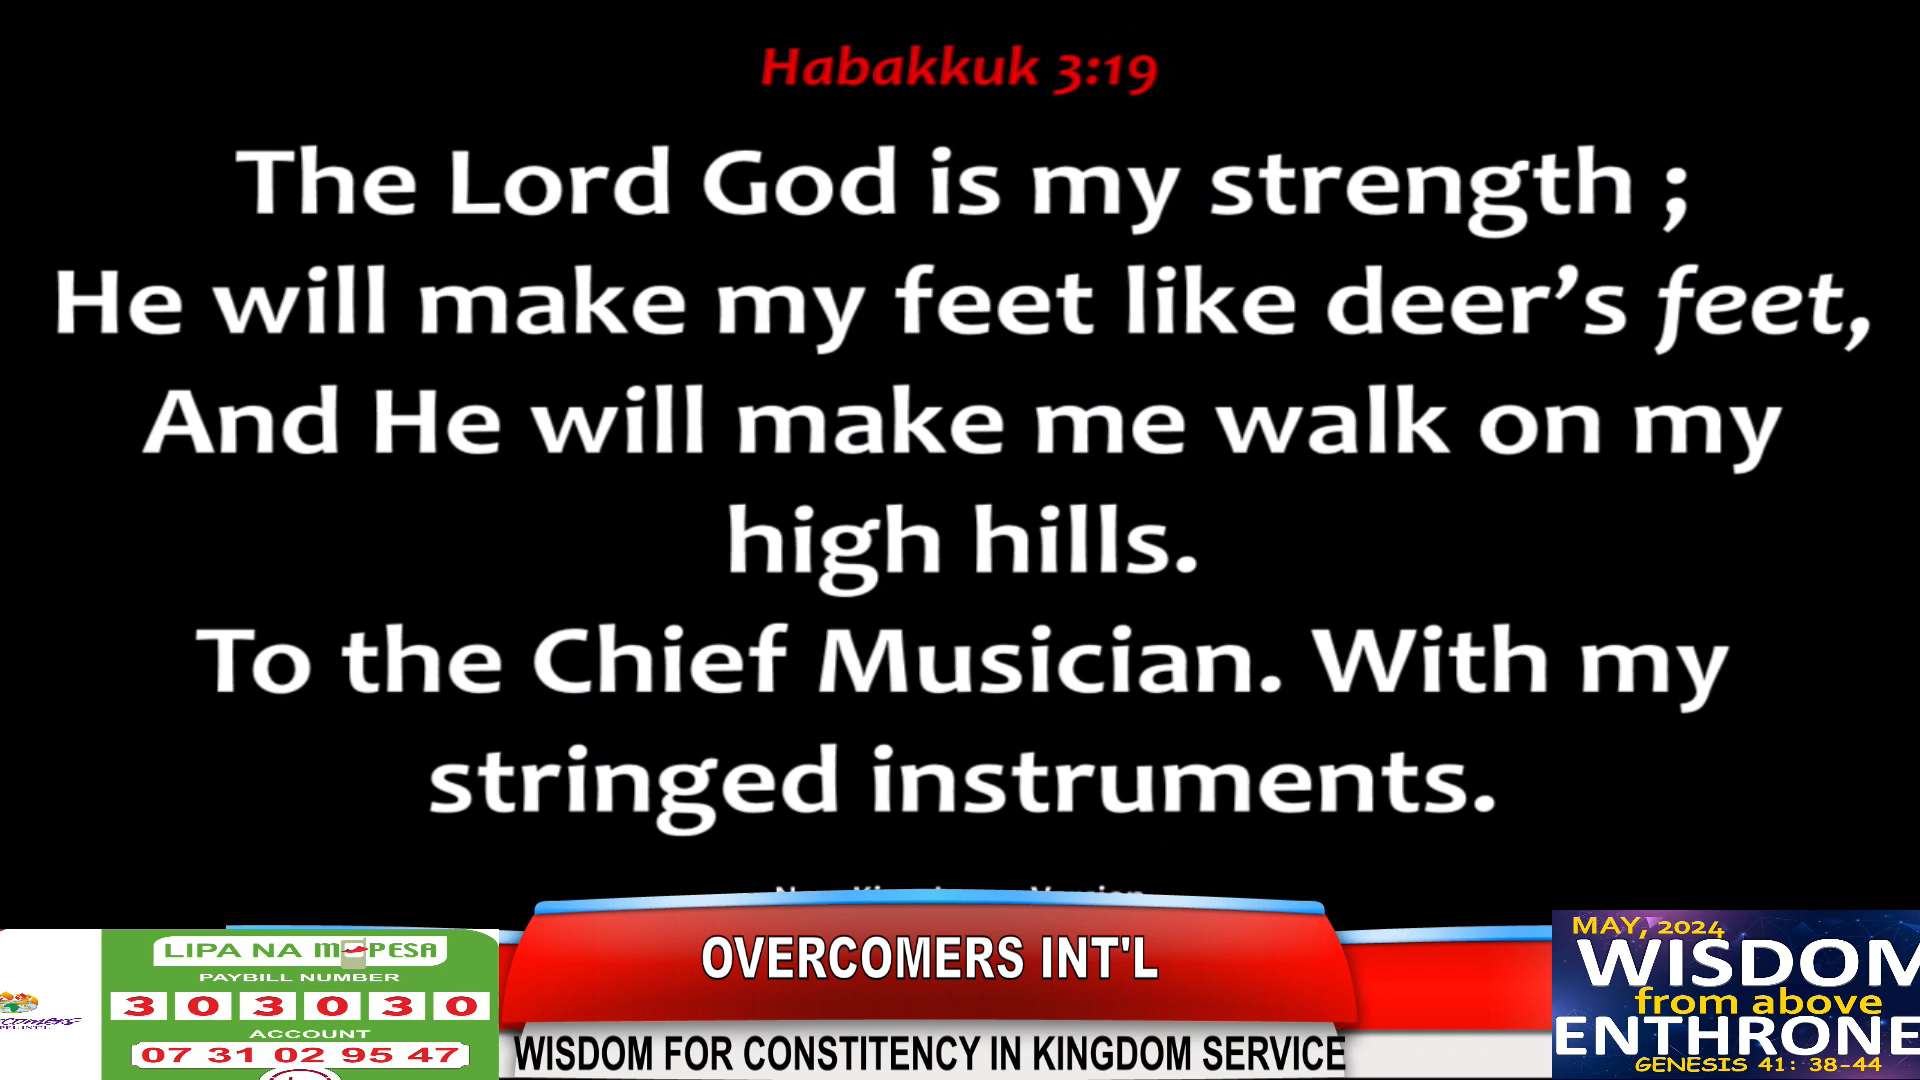 Habakkuk 3:19
The Lord God is my strength ;
He will make my feet like deer’s feet,
And He will make me walk on my
high hills.
To the Chief Musician. With my
stringed instruments.
OVERCOMERS INT'L
WISDOM FOR CONSTITENCY IN KINGDOM SERVICE
LIPA NA M-PESA
PAYBILL NUMBER
3 0 3 0 3 0
ACCOUNT
07 31 02 95 47
MAY, 2024
WISDOM
from above
ENTHRONE
GENESIS 41: 38-44